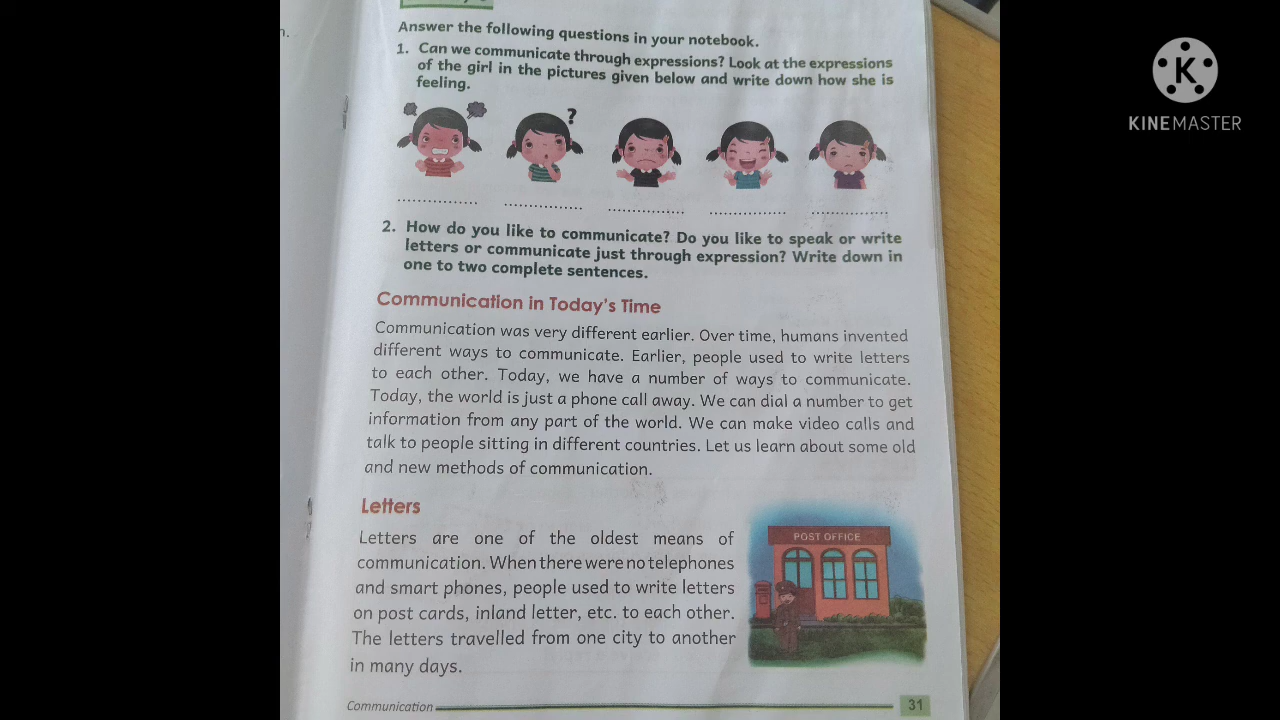 n.
Answer the following questions in your notebook.
1. Can we communicate through expressions? Look at the expressions
of the girl in the pictures given below and write down how she is
feeling.
?
2. How do you like to communicate? Do you like to speak or write
letters or communicate just through expression? Write down in
one to two complete sentences.
Communication in Today's Time
Communication was very different earlier. Over time, humans invented
different ways to communicate. Earlier, people used to write letters
to each other. Today, we have a number of ways to communicate.
Today, the world is just a phone call away. We can dial a number to get
information from any part of the world. We can make video calls and
talk to people sitting in different countries. Let us learn about some old
and new methods of communication.
Letters
Letters are one of the oldest means of
communication. When there were no telephones
and smart phones, people used to write letters
on post cards, inland letter, etc. to each other.
The letters travelled from one city to another
in many days.
POST OFFICE
Communication
31
K
KINEMASTER